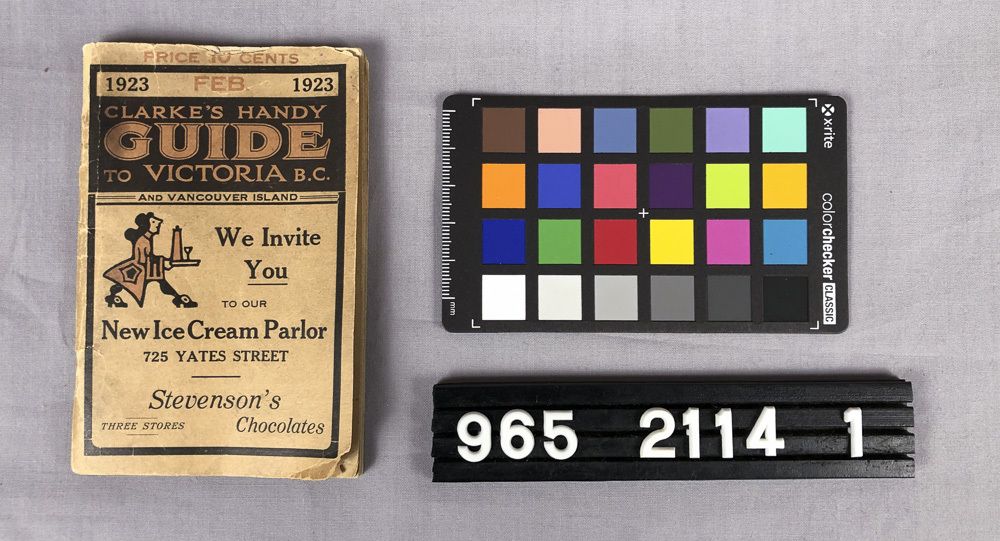 PRICE 10 CENTS
1923 FEB. 1923
CLARKE'S HANDY
GUIDE
TO VICTORIA B.C.
AND VANCOUVER ISLAND
We Invite
You
TO OUR
New Ice Cream Parlor
725 YATES STREET
Stevenson's
THREE STORES Chocolates
x-rite
colorchecker CLASSIC
mm
965 2114 1